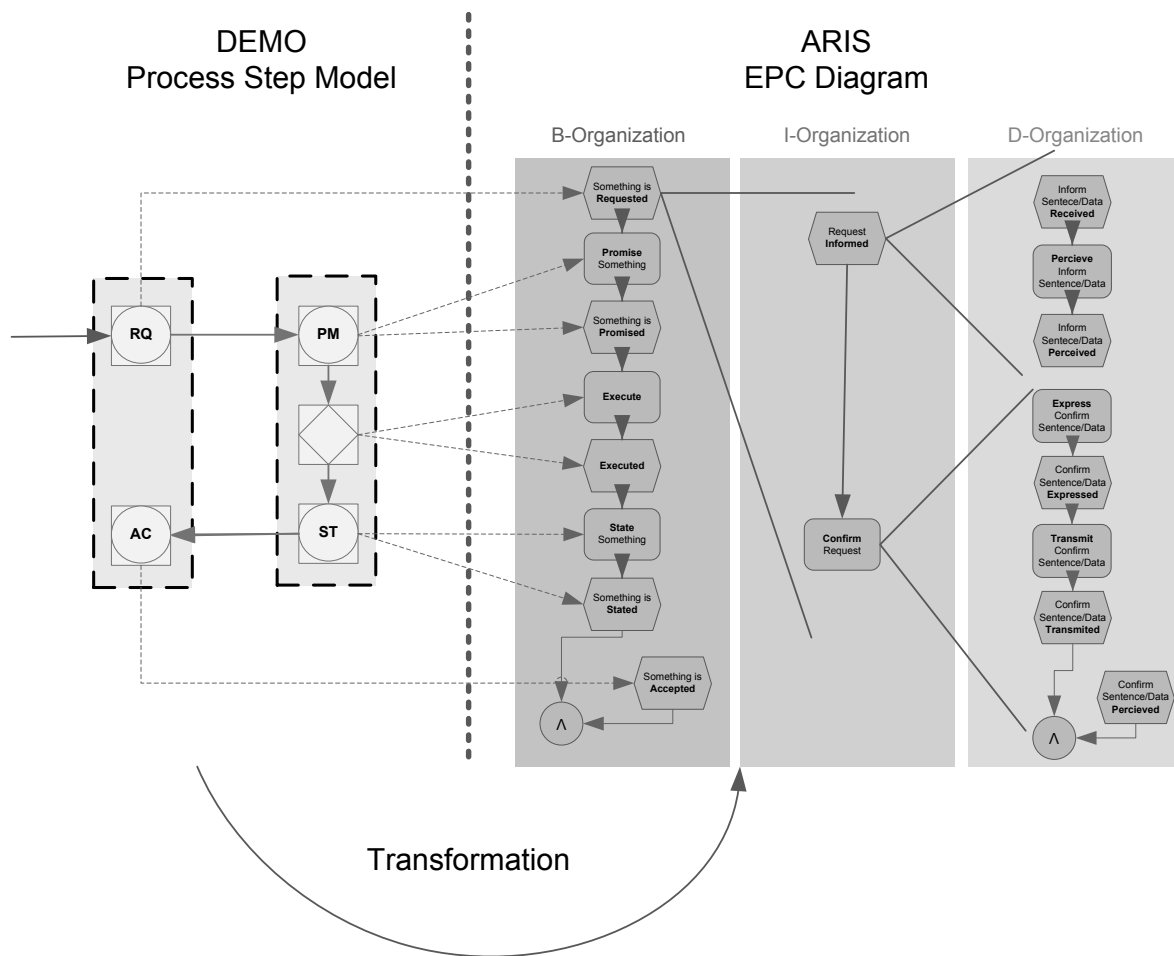 DEMO
Process Step Model
ARIS
EPC Diagram
B-Organization
I-Organization
D-Organization
RQ
PM
AC
ST
Something is
Requested
Promise
Something
Something is
Promised
Execute
Executed
State
Something
Something is
Stated
Something is
Accepted
Λ
Request
Informed
Confirm
Request
Inform
Sentece/Data
Received
Percieve
Inform
Sentence/Data
Inform
Sentece/Data
Perceived
Express
Confirm
Sentence/Data
Confirm
Sentence/Data
Expressed
Transmit
Confirm
Sentence/Data
Confirm
Sentence/Data
Transmited
Confirm
Sentence/Data
Percieved
Λ
Transformation